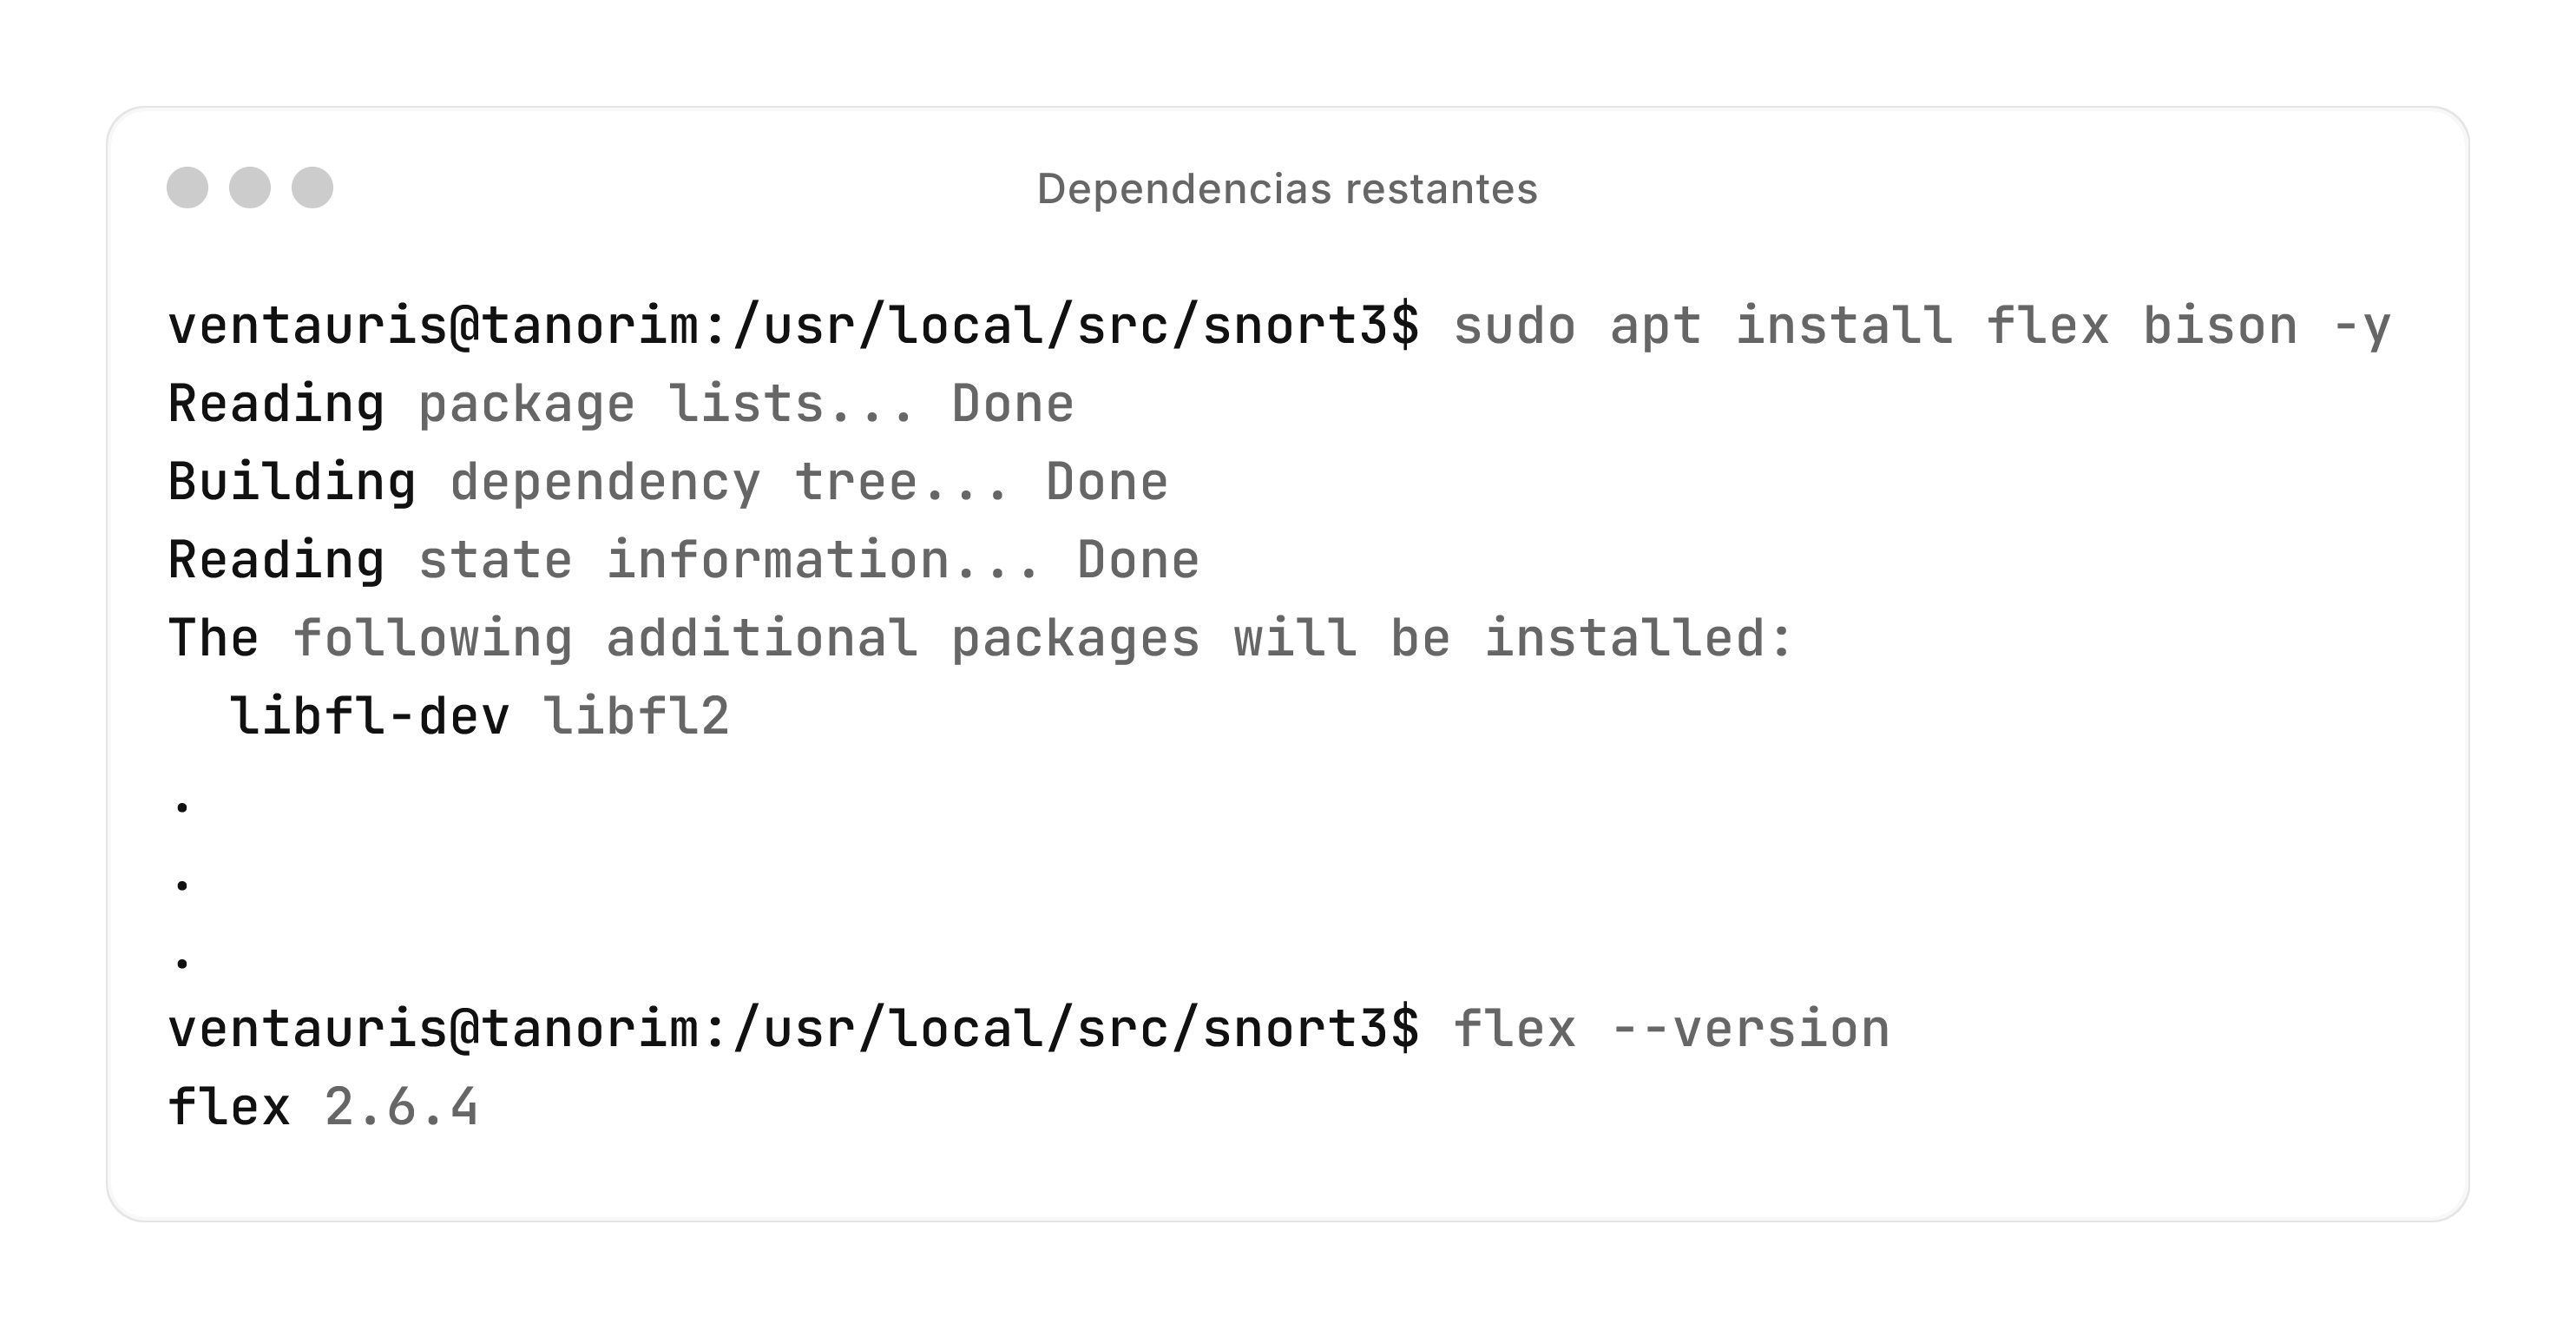 Dependencias restantes
ventauris@tanorim:/usr/local/src/snort3$ sudo apt install flex bison -y
Reading package lists... Done
Building dependency tree... Done
Reading state information... Done
The following additional packages will be installed:
  libfl-dev libfl2
.
.
.
ventauris@tanorim:/usr/local/src/snort3$ flex --version
flex 2.6.4